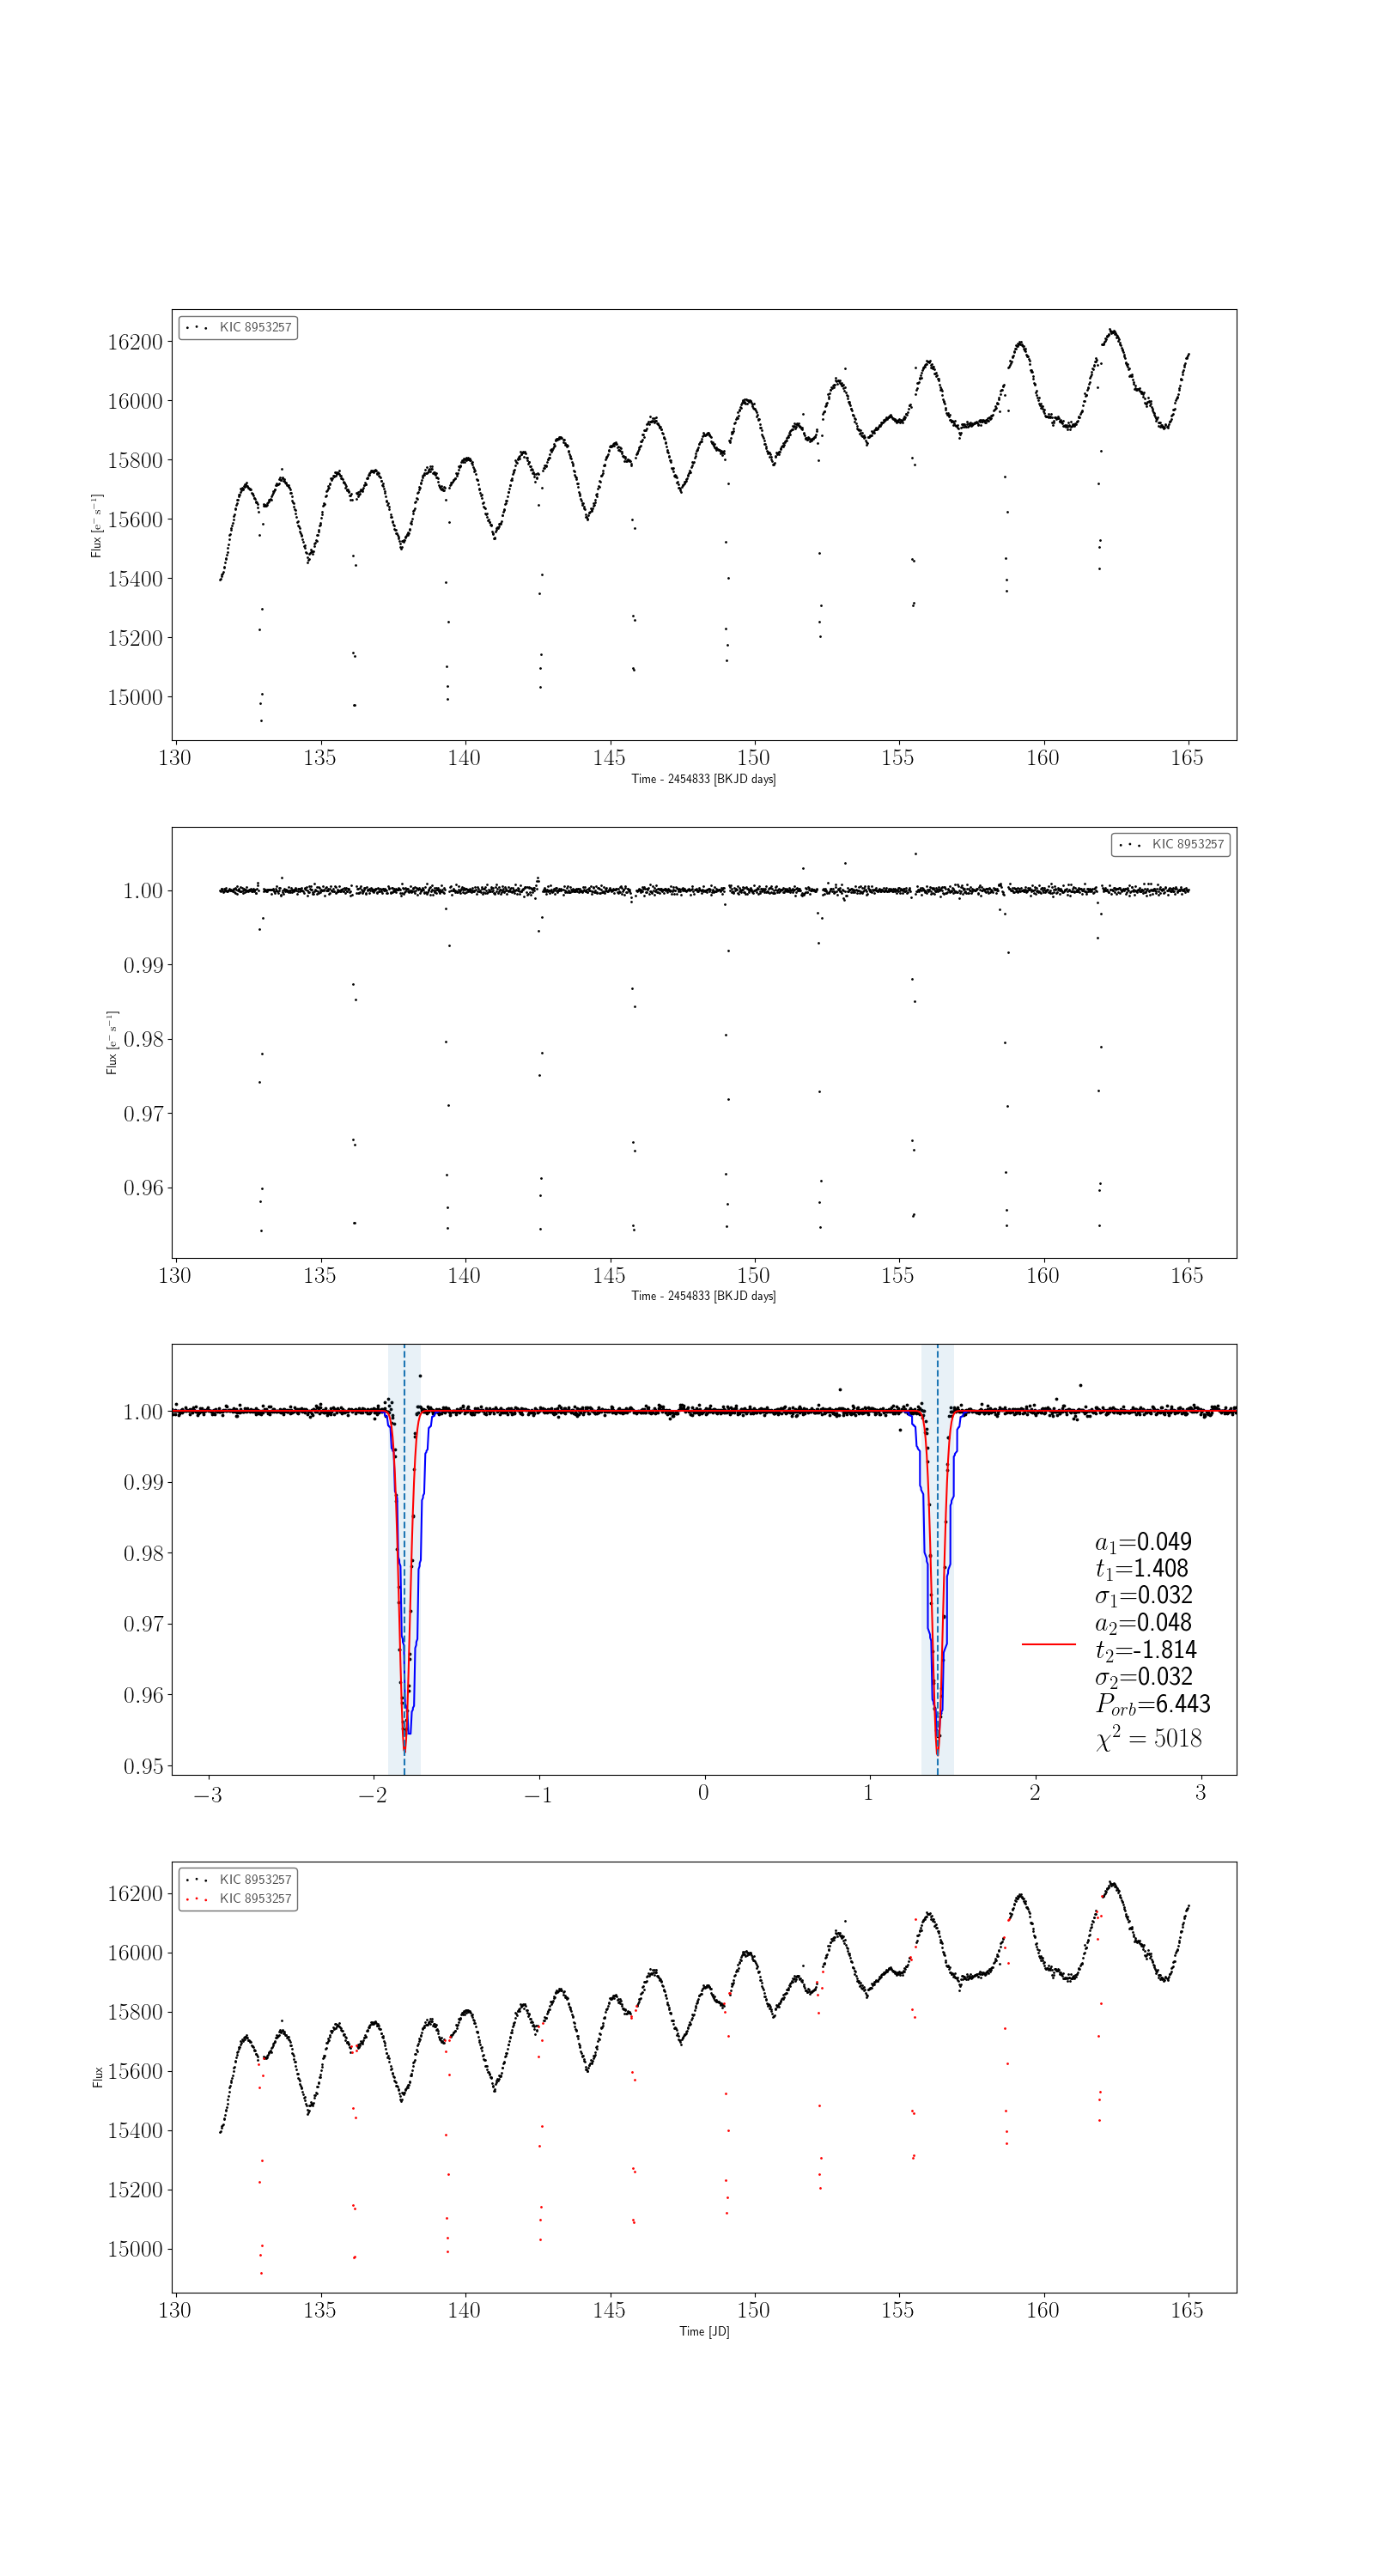 KIC 8953257
16200
16000
15800
15600
15400
15200
15000
Flux [e⁻ s⁻¹]
130 135 140 145 150 155 160 165
Time - 2454833 [BKJD days]
KIC 8953257
1.00
0.99
0.98
0.97
0.96
Flux [e⁻ s⁻¹]
130 135 140 145 150 155 160 165
Time - 2454833 [BKJD days]
1.00
0.99
0.98
0.97
0.96
0.95
a₁=0.049
t₁=1.408
σ₁=0.032
a₂=0.048
t₂=-1.814
σ₂=0.032
P_orb=6.443
χ² = 5018
−3 −2 −1 0 1 2 3
KIC 8953257
KIC 8953257
16200
16000
15800
15600
15400
15200
15000
Flux
130 135 140 145 150 155 160 165
Time [JD]